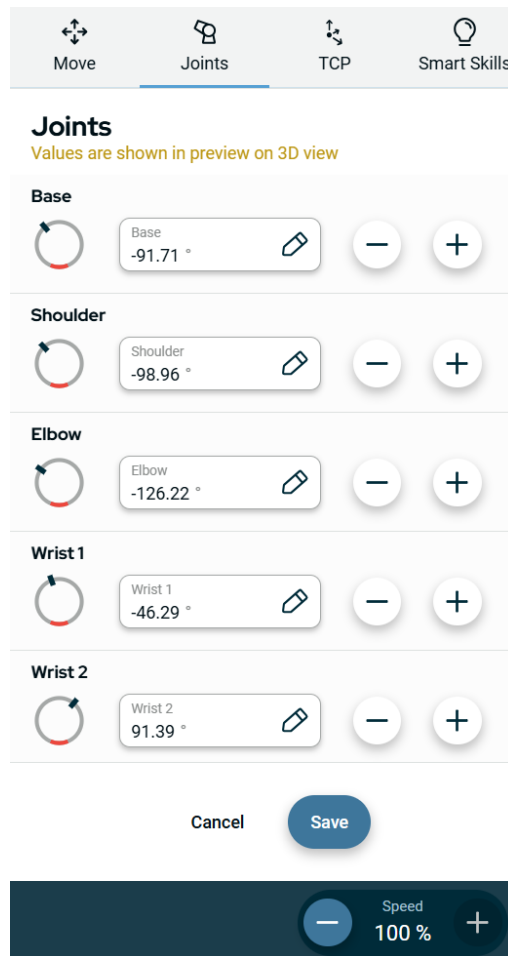 Move Joints TCP Smart Skills
Joints
Values are shown in preview on 3D view
Base
Base
-91.71 °
Shoulder
Shoulder
-98.96 °
Elbow
Elbow
-126.22 °
Wrist 1
Wrist 1
-46.29 °
Wrist 2
Wrist 2
91.39 °
Cancel Save
Speed
100 %